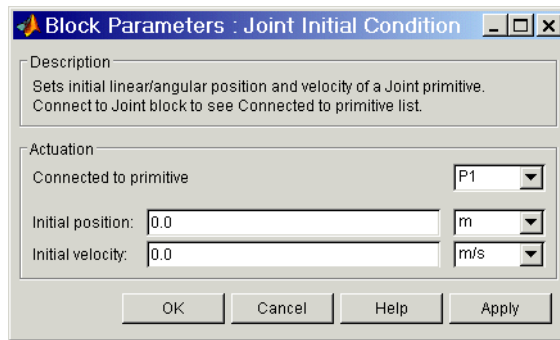 Block Parameters : Joint Initial Condition
Description
Sets initial linear/angular position and velocity of a Joint primitive.
Connect to Joint block to see Connected to primitive list.
Actuation
Connected to primitive P1
Initial position: 0.0 m
Initial velocity: 0.0 m/s
OK Cancel Help Apply